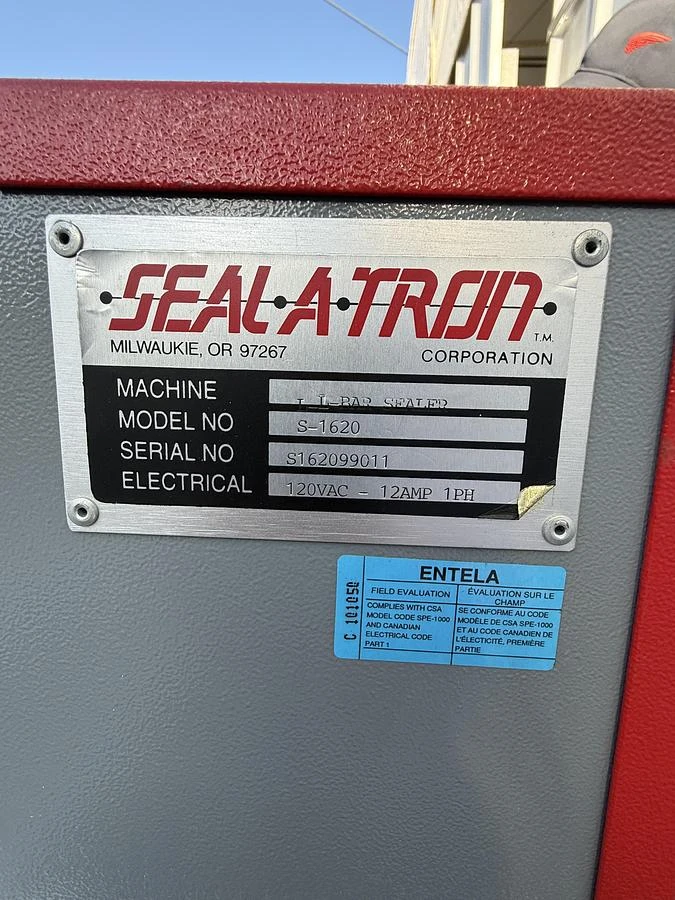 SEAL·A·TRON T.M.
MILWAUKIE, OR 97267 CORPORATION
MACHINE L-BAR SEALER
MODEL NO S-1620
SERIAL NO S162099011
ELECTRICAL 120VAC - 12AMP 1PH
ENTELA
C 101050
FIELD EVALUATION
COMPLIES WITH CSA
MODEL CODE SPE-1000
AND CANADIAN
ELECTRICAL CODE
PART 1
ÉVALUATION SUR LE
CHAMP
SE CONFORME AU CODE
MODÈLE DE CSA SPE-1000
ET AU CODE CANADIEN DE
L'ÉLECTICITÉ, PREMIÈRE
PARTIE